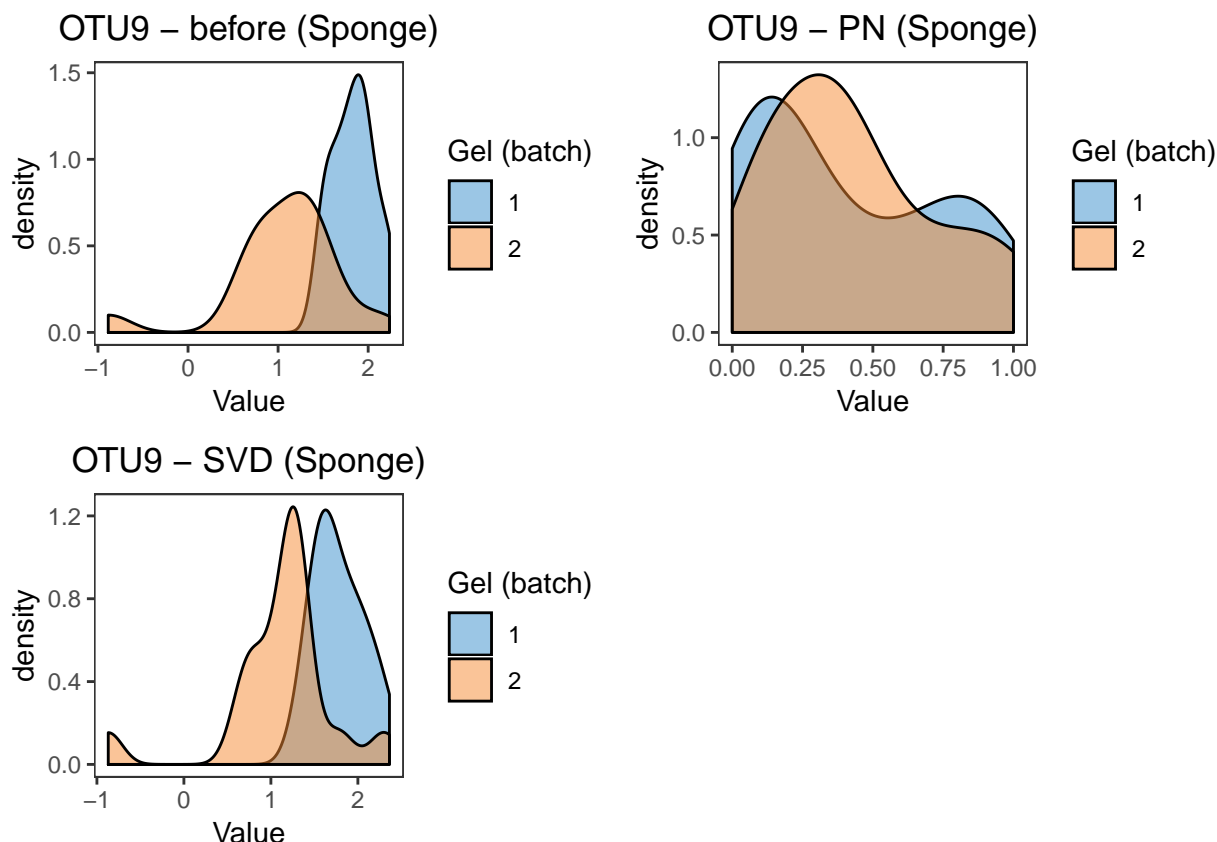 OTU9 – before (Sponge)
1.5
1.0
0.5
0.0
density
−1 0 1 2
Value
Gel (batch)
1
2
OTU9 – PN (Sponge)
1.0
0.5
0.0
density
0.00 0.25 0.50 0.75 1.00
Value
Gel (batch)
1
2
OTU9 – SVD (Sponge)
1.2
0.8
0.4
0.0
density
−1 0 1 2
Value
Gel (batch)
1
2